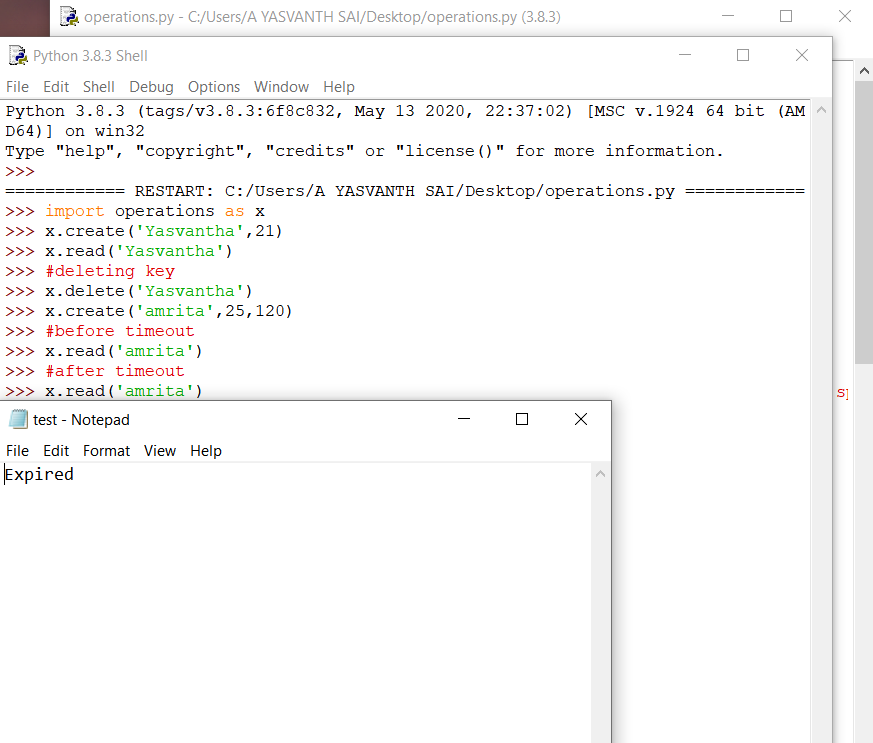 operations.py - C:/Users/A YASVANTH SAI/Desktop/operations.py (3.8.3)
Python 3.8.3 Shell
File Edit Shell Debug Options Window Help
Python 3.8.3 (tags/v3.8.3:6f8c832, May 13 2020, 22:37:02) [MSC v.1924 64 bit (AM
D64)] on win32
Type "help", "copyright", "credits" or "license()" for more information.
>>>
============ RESTART: C:/Users/A YASVANTH SAI/Desktop/operations.py ============
>>> import operations as x
>>> x.create('Yasvantha',21)
>>> x.read('Yasvantha')
>>> #deleting key
>>> x.delete('Yasvantha')
>>> x.create('amrita',25,120)
>>> #before timeout
>>> x.read('amrita')
>>> #after timeout
>>> x.read('amrita')
test - Notepad
File Edit Format View Help
Expired